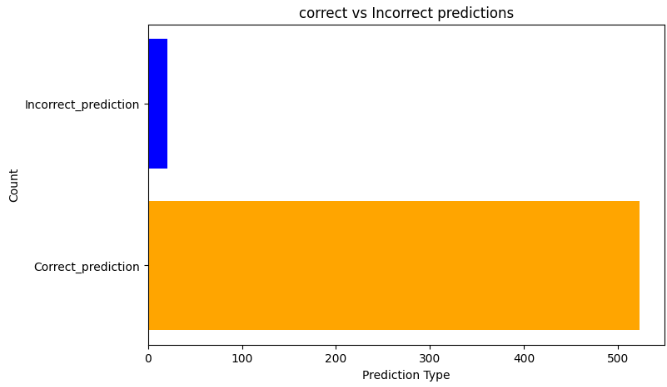 correct vs Incorrect predictions
Incorrect_prediction
Count
Correct_prediction
0 100 200 300 400 500
Prediction Type